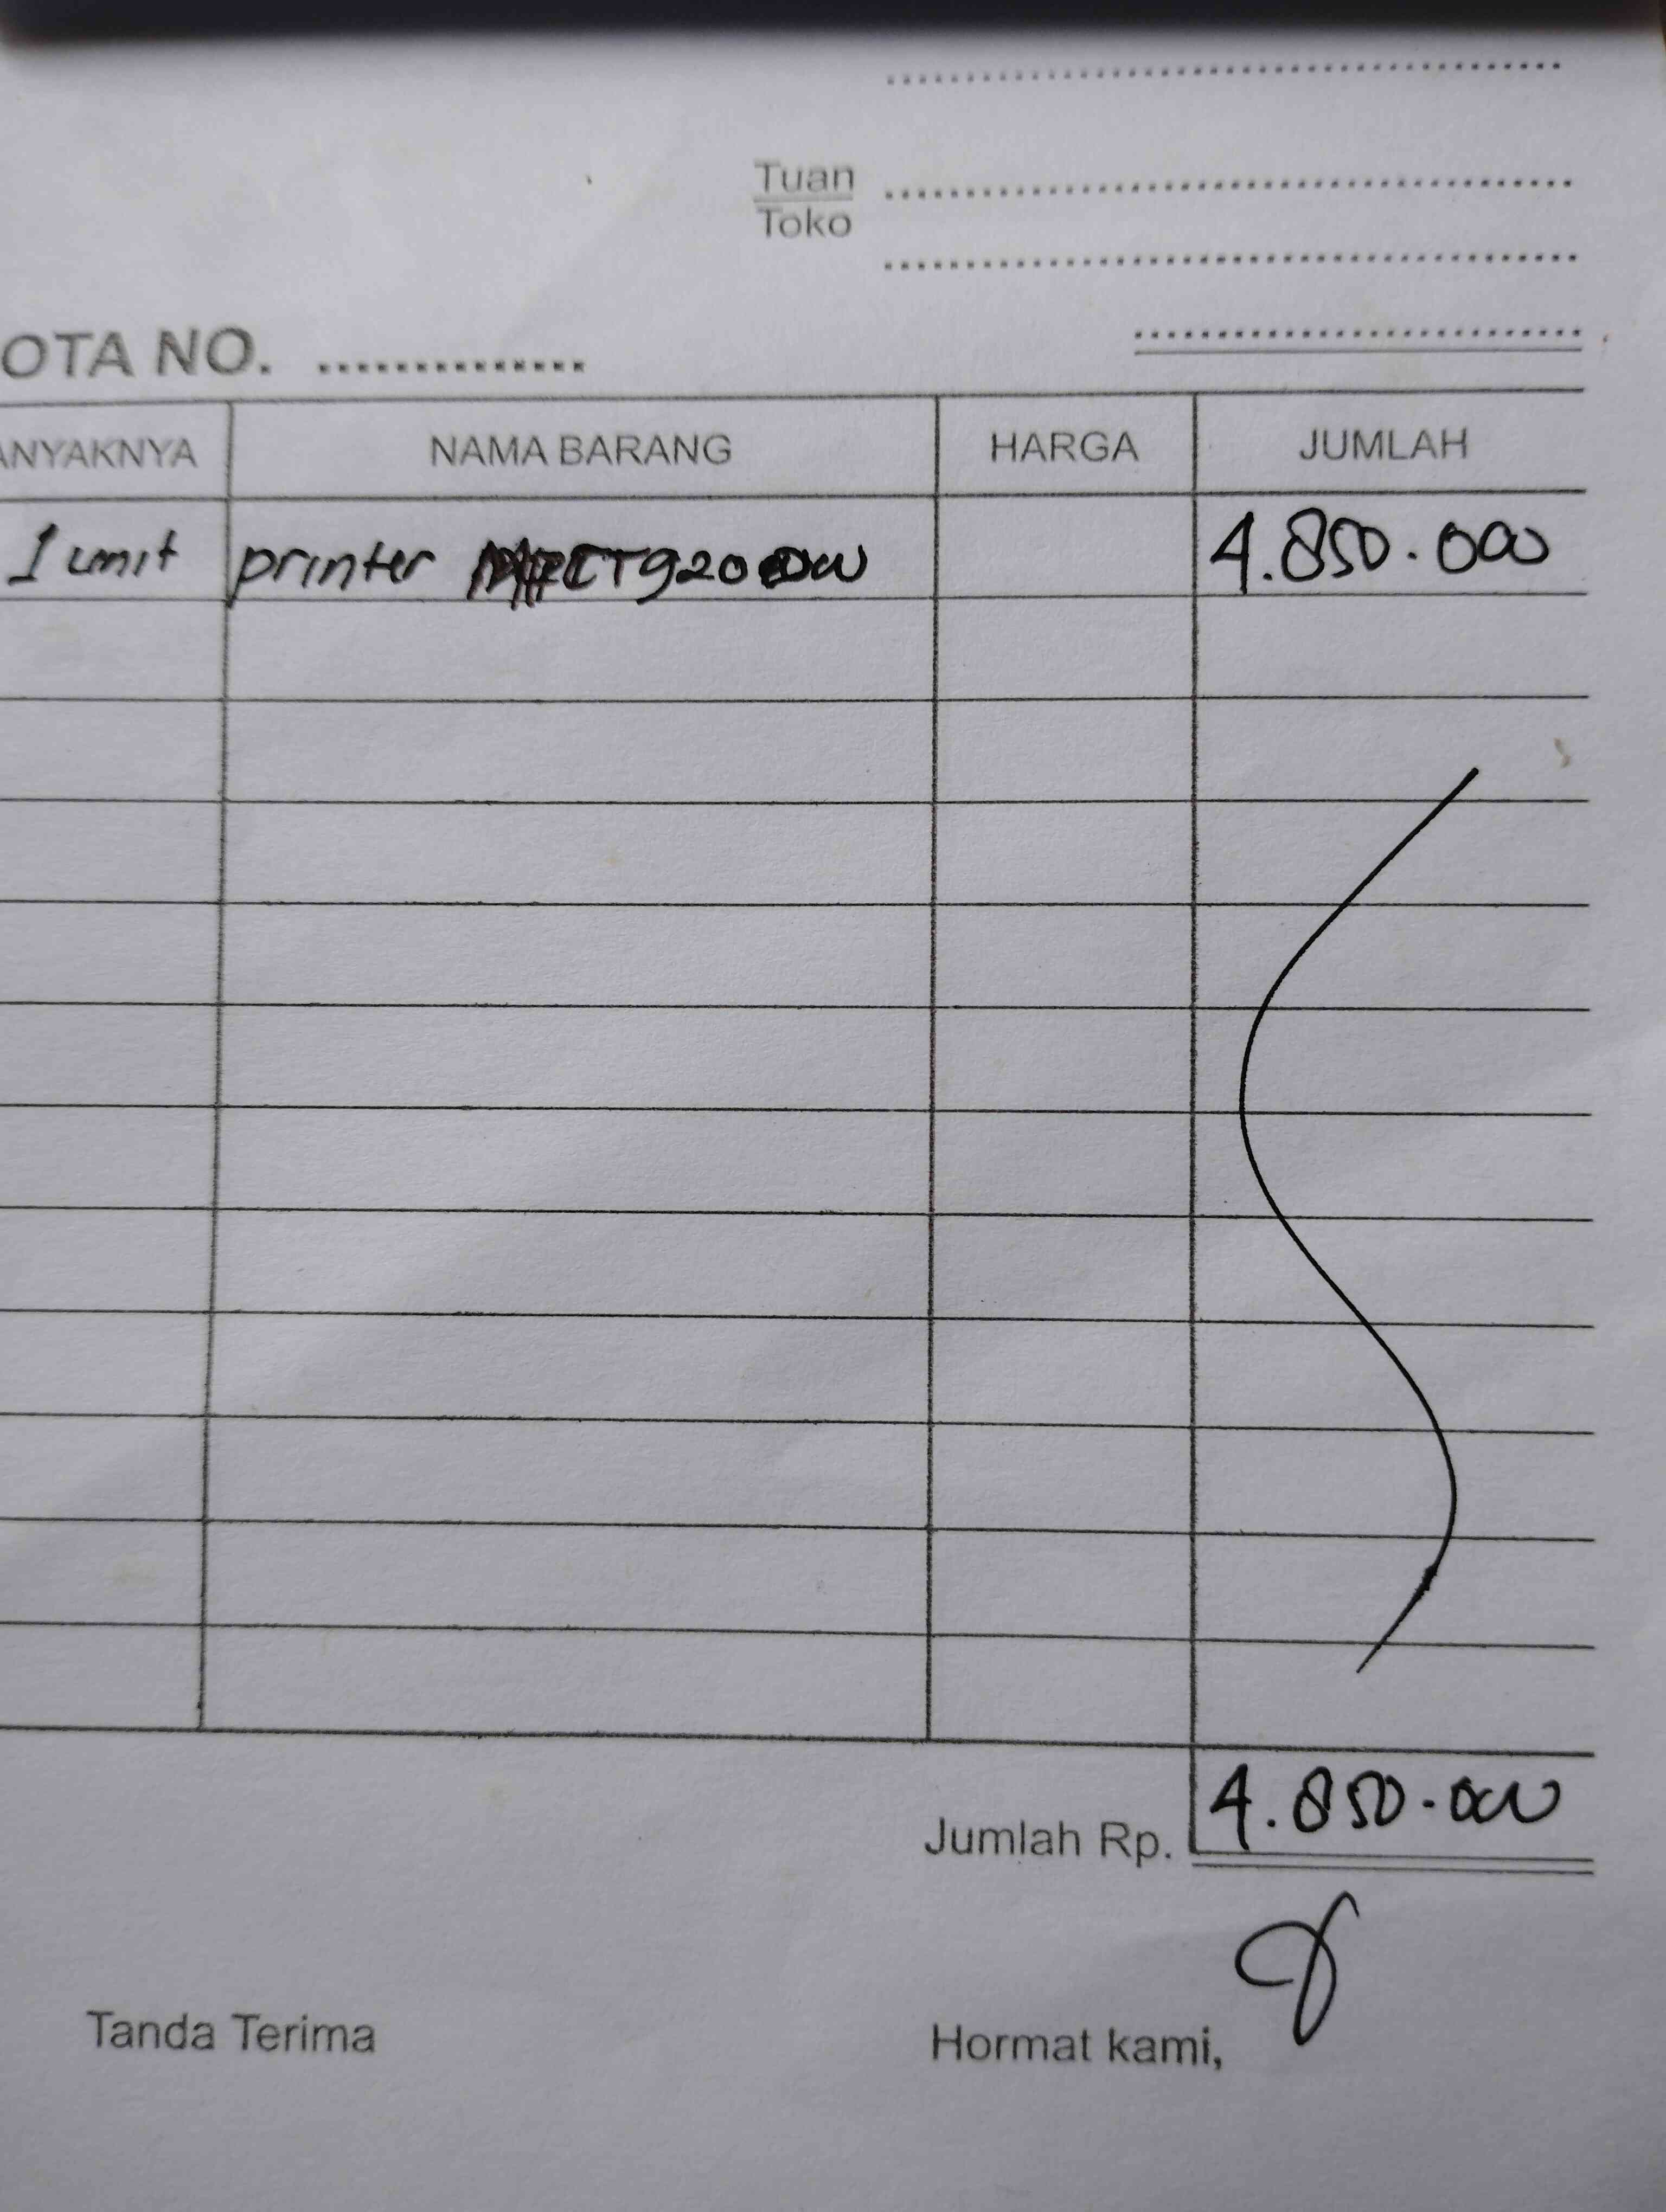 Tuan
Toko
OTA NO. ..............
ANYAKNYA NAMA BARANG HARGA JUMLAH
1 unit printer 4.850.000
Jumlah Rp. 4.850.000
Tanda Terima Hormat kami,